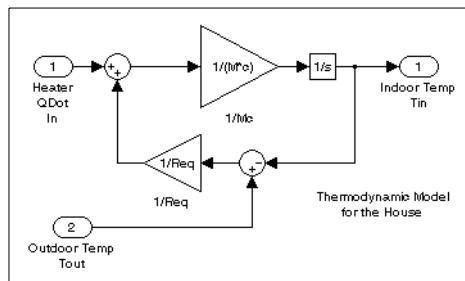 1
Heater
QDot
In
+
+
1/(M*c)
1/Mc
1/s
1
Indoor Temp
Tin
1/Req
1/Req
−
+
Thermodynamic Model
for the House
2
Outdoor Temp
Tout